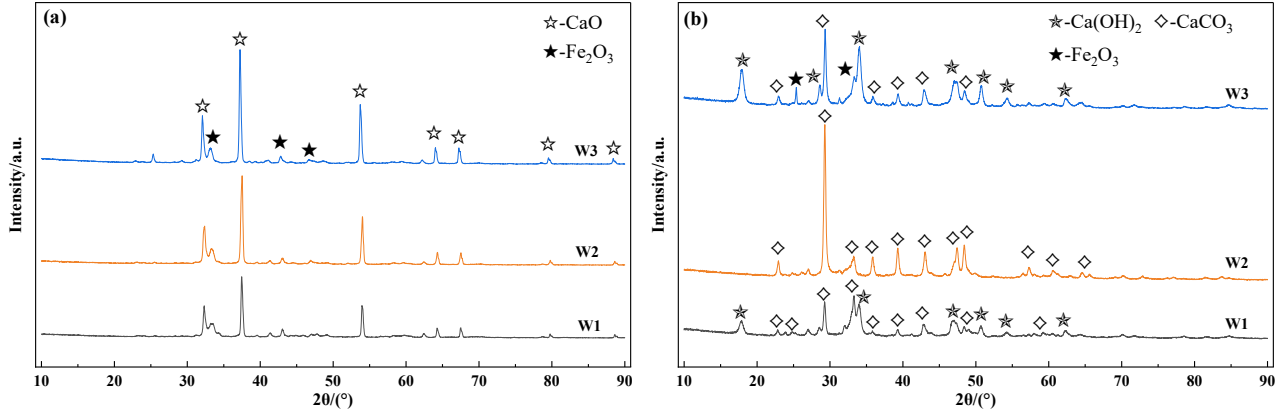 (a)
☆-CaO
★-Fe₂O₃
W3
W2
W1
Intensity/a.u.
10 20 30 40 50 60 70 80 90
2θ/(°)
(b)
-Ca(OH)₂ ◇-CaCO₃
★-Fe₂O₃
W3
W2
W1
Intensity/a.u.
10 20 30 40 50 60 70 80 90
2θ/(°)